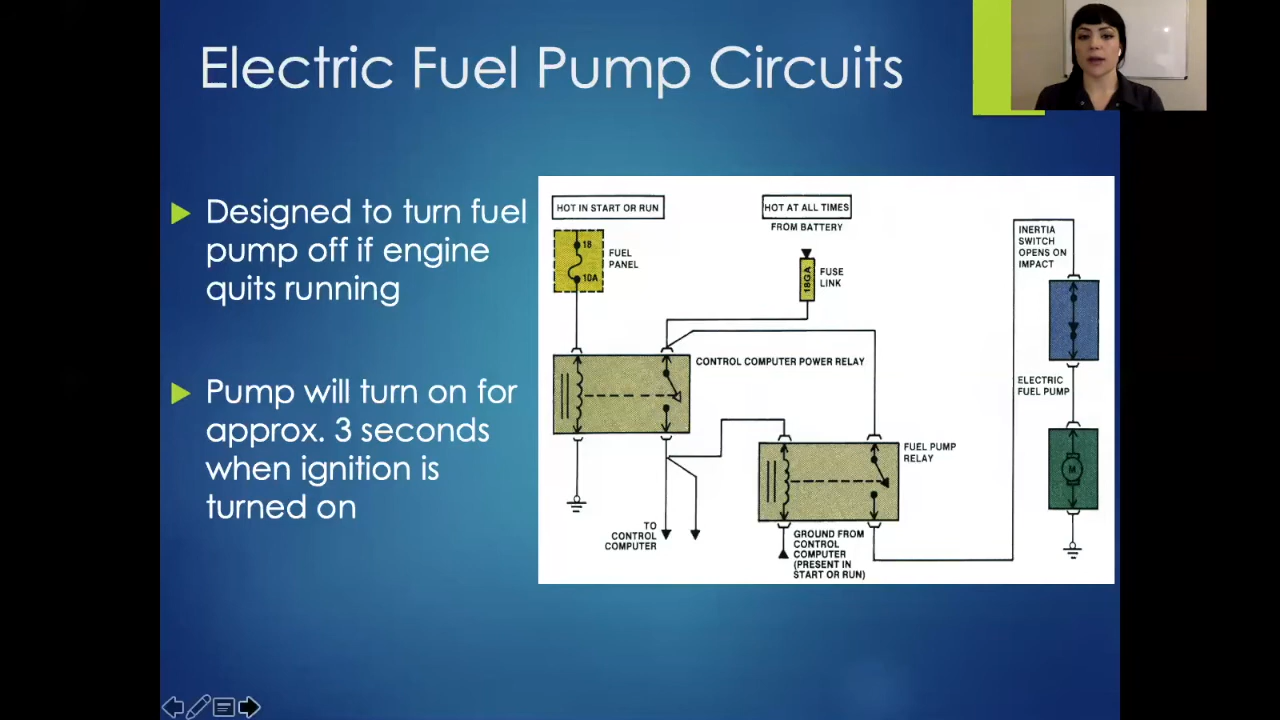 Electric Fuel Pump Circuits
Designed to turn fuel
pump off if engine
quits running
Pump will turn on for
approx. 3 seconds
when ignition is
turned on
HOT IN START OR RUN
18
10A
FUEL
PANEL
HOT AT ALL TIMES
FROM BATTERY
18GA
FUSE
LINK
INERTIA
SWITCH
OPENS ON
IMPACT
CONTROL COMPUTER POWER RELAY
ELECTRIC
FUEL PUMP
M
FUEL PUMP
RELAY
TO
CONTROL
COMPUTER
GROUND FROM
CONTROL
COMPUTER
(PRESENT IN
START OR RUN)